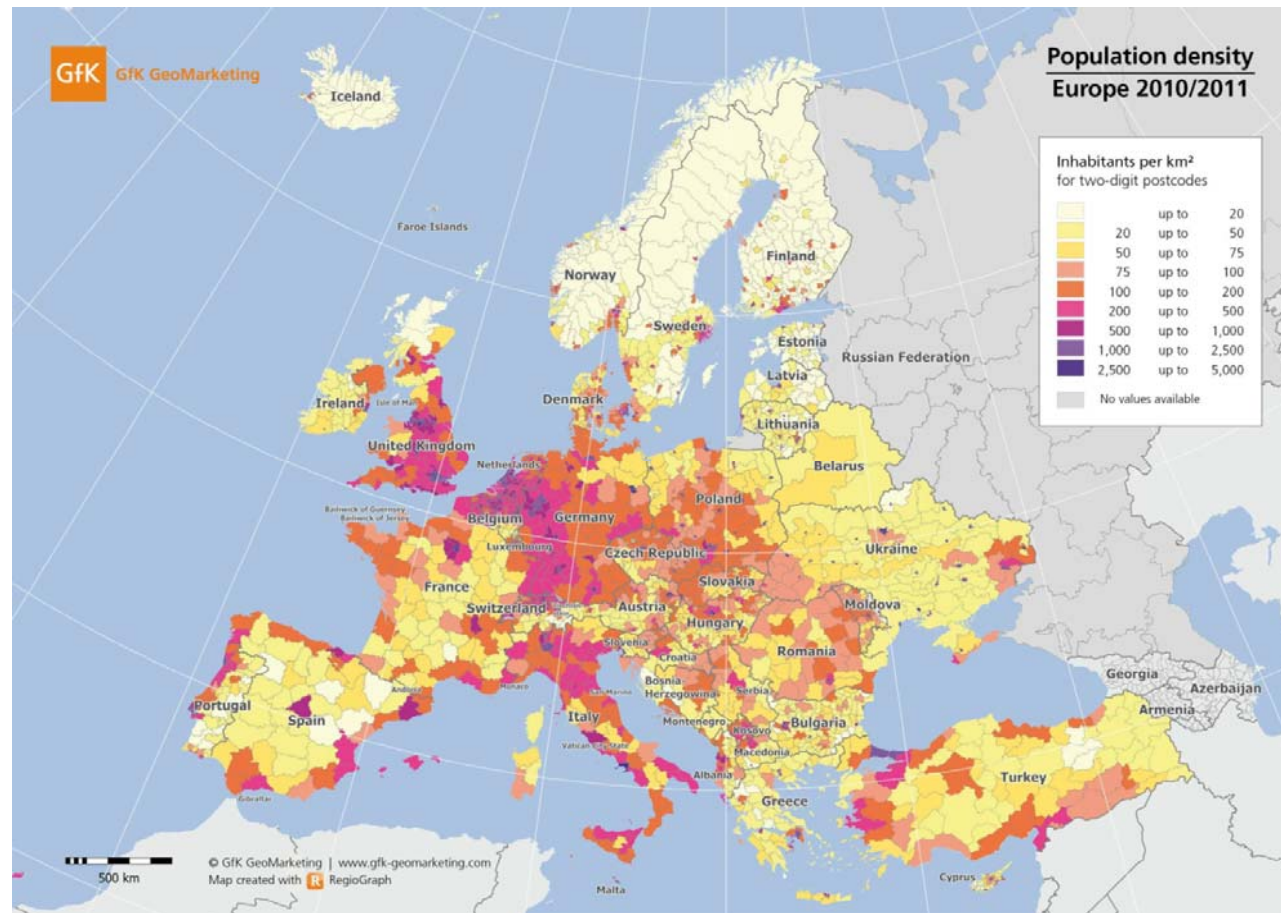 GfK GfK GeoMarketing
Population density
Europe 2010/2011
Inhabitants per km²
for two-digit postcodes
up to 20
20 up to 50
50 up to 75
75 up to 100
100 up to 200
200 up to 500
500 up to 1,000
1,000 up to 2,500
2,500 up to 5,000
No values available
Iceland
Faroe Islands
Norway
Finland
Sweden
Estonia
Russian Federation
Latvia
Denmark
Lithuania
Ireland
Isle of Man
United Kingdom
Netherlands
Belarus
Poland
Bailiwick of Guernsey
Bailiwick of Jersey
Belgium
Germany
Luxembourg
Czech Republic
Ukraine
Slovakia
France
Switzerland
Austria
Moldova
Hungary
Slovenia
Romania
Croatia
Bosnia
Herzegowina
Serbia
Monaco
San Marino
Andorra
Portugal
Spain
Italy
Montenegro
Kosovo
Bulgaria
Vatican City State
Macedonia
Albania
Georgia
Azerbaijan
Armenia
Turkey
Greece
Gibraltar
Malta
Cyprus
500 km
© GfK GeoMarketing | www.gfk-geomarketing.com
Map created with R RegioGraph